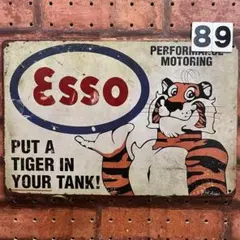 89
PERFORMANCE
MOTORING
Esso
PUT A
TIGER IN
YOUR TANK!